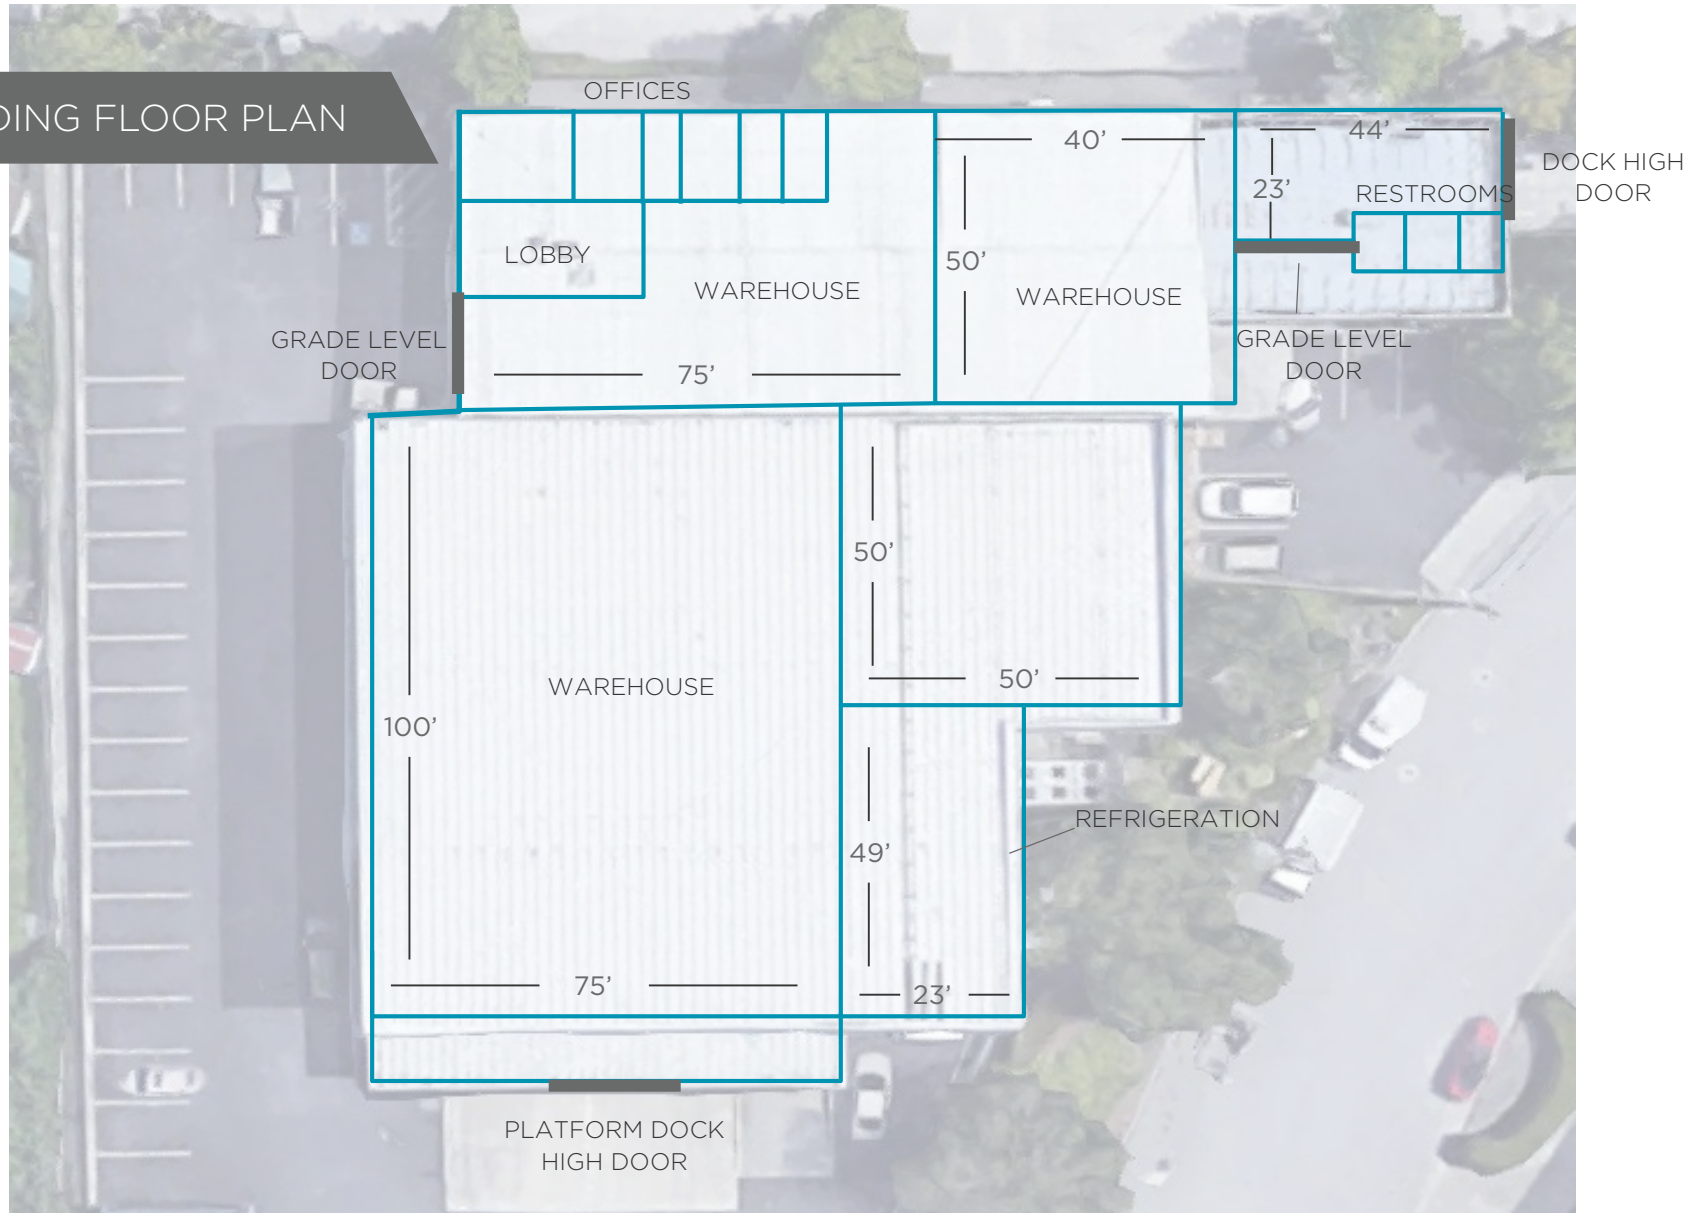 DING FLOOR PLAN
OFFICES
40’
44’
DOCK HIGH
DOOR
23’
RESTROOMS
LOBBY
50’
WAREHOUSE
WAREHOUSE
GRADE LEVEL
DOOR
GRADE LEVEL
DOOR
75’
50’
50’
WAREHOUSE
100’
REFRIGERATION
49’
75’
23’
PLATFORM DOCK
HIGH DOOR